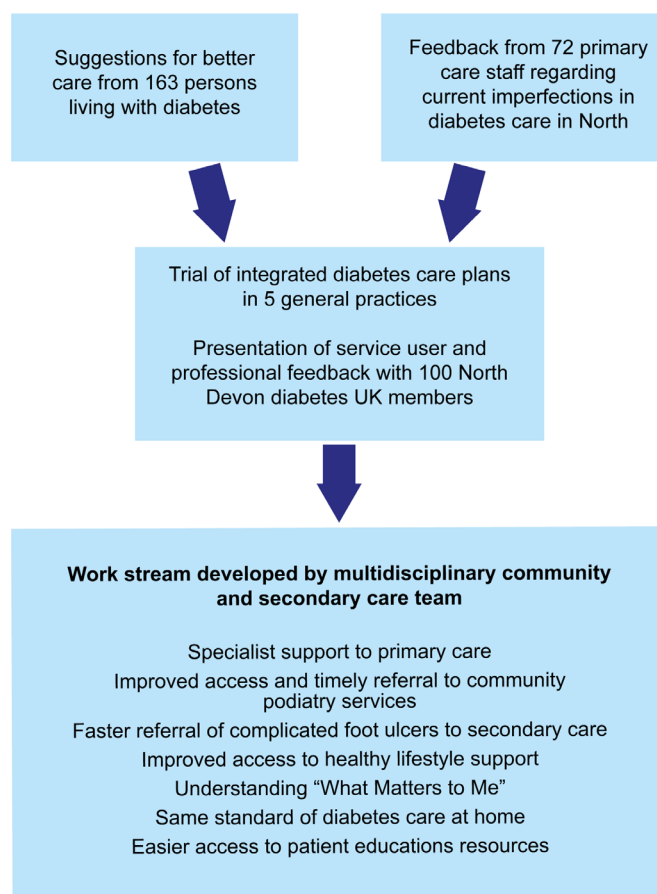 Suggestions for better
care from 163 persons
living with diabetes
Feedback from 72 primary
care staff regarding
current imperfections in
diabetes care in North
Trial of integrated diabetes care plans
in 5 general practices
Presentation of service user and
professional feedback with 100 North
Devon diabetes UK members
Work stream developed by multidisciplinary community
and secondary care team
Specialist support to primary care
Improved access and timely referral to community
podiatry services
Faster referral of complicated foot ulcers to secondary care
Improved access to healthy lifestyle support
Understanding “What Matters to Me”
Same standard of diabetes care at home
Easier access to patient educations resources